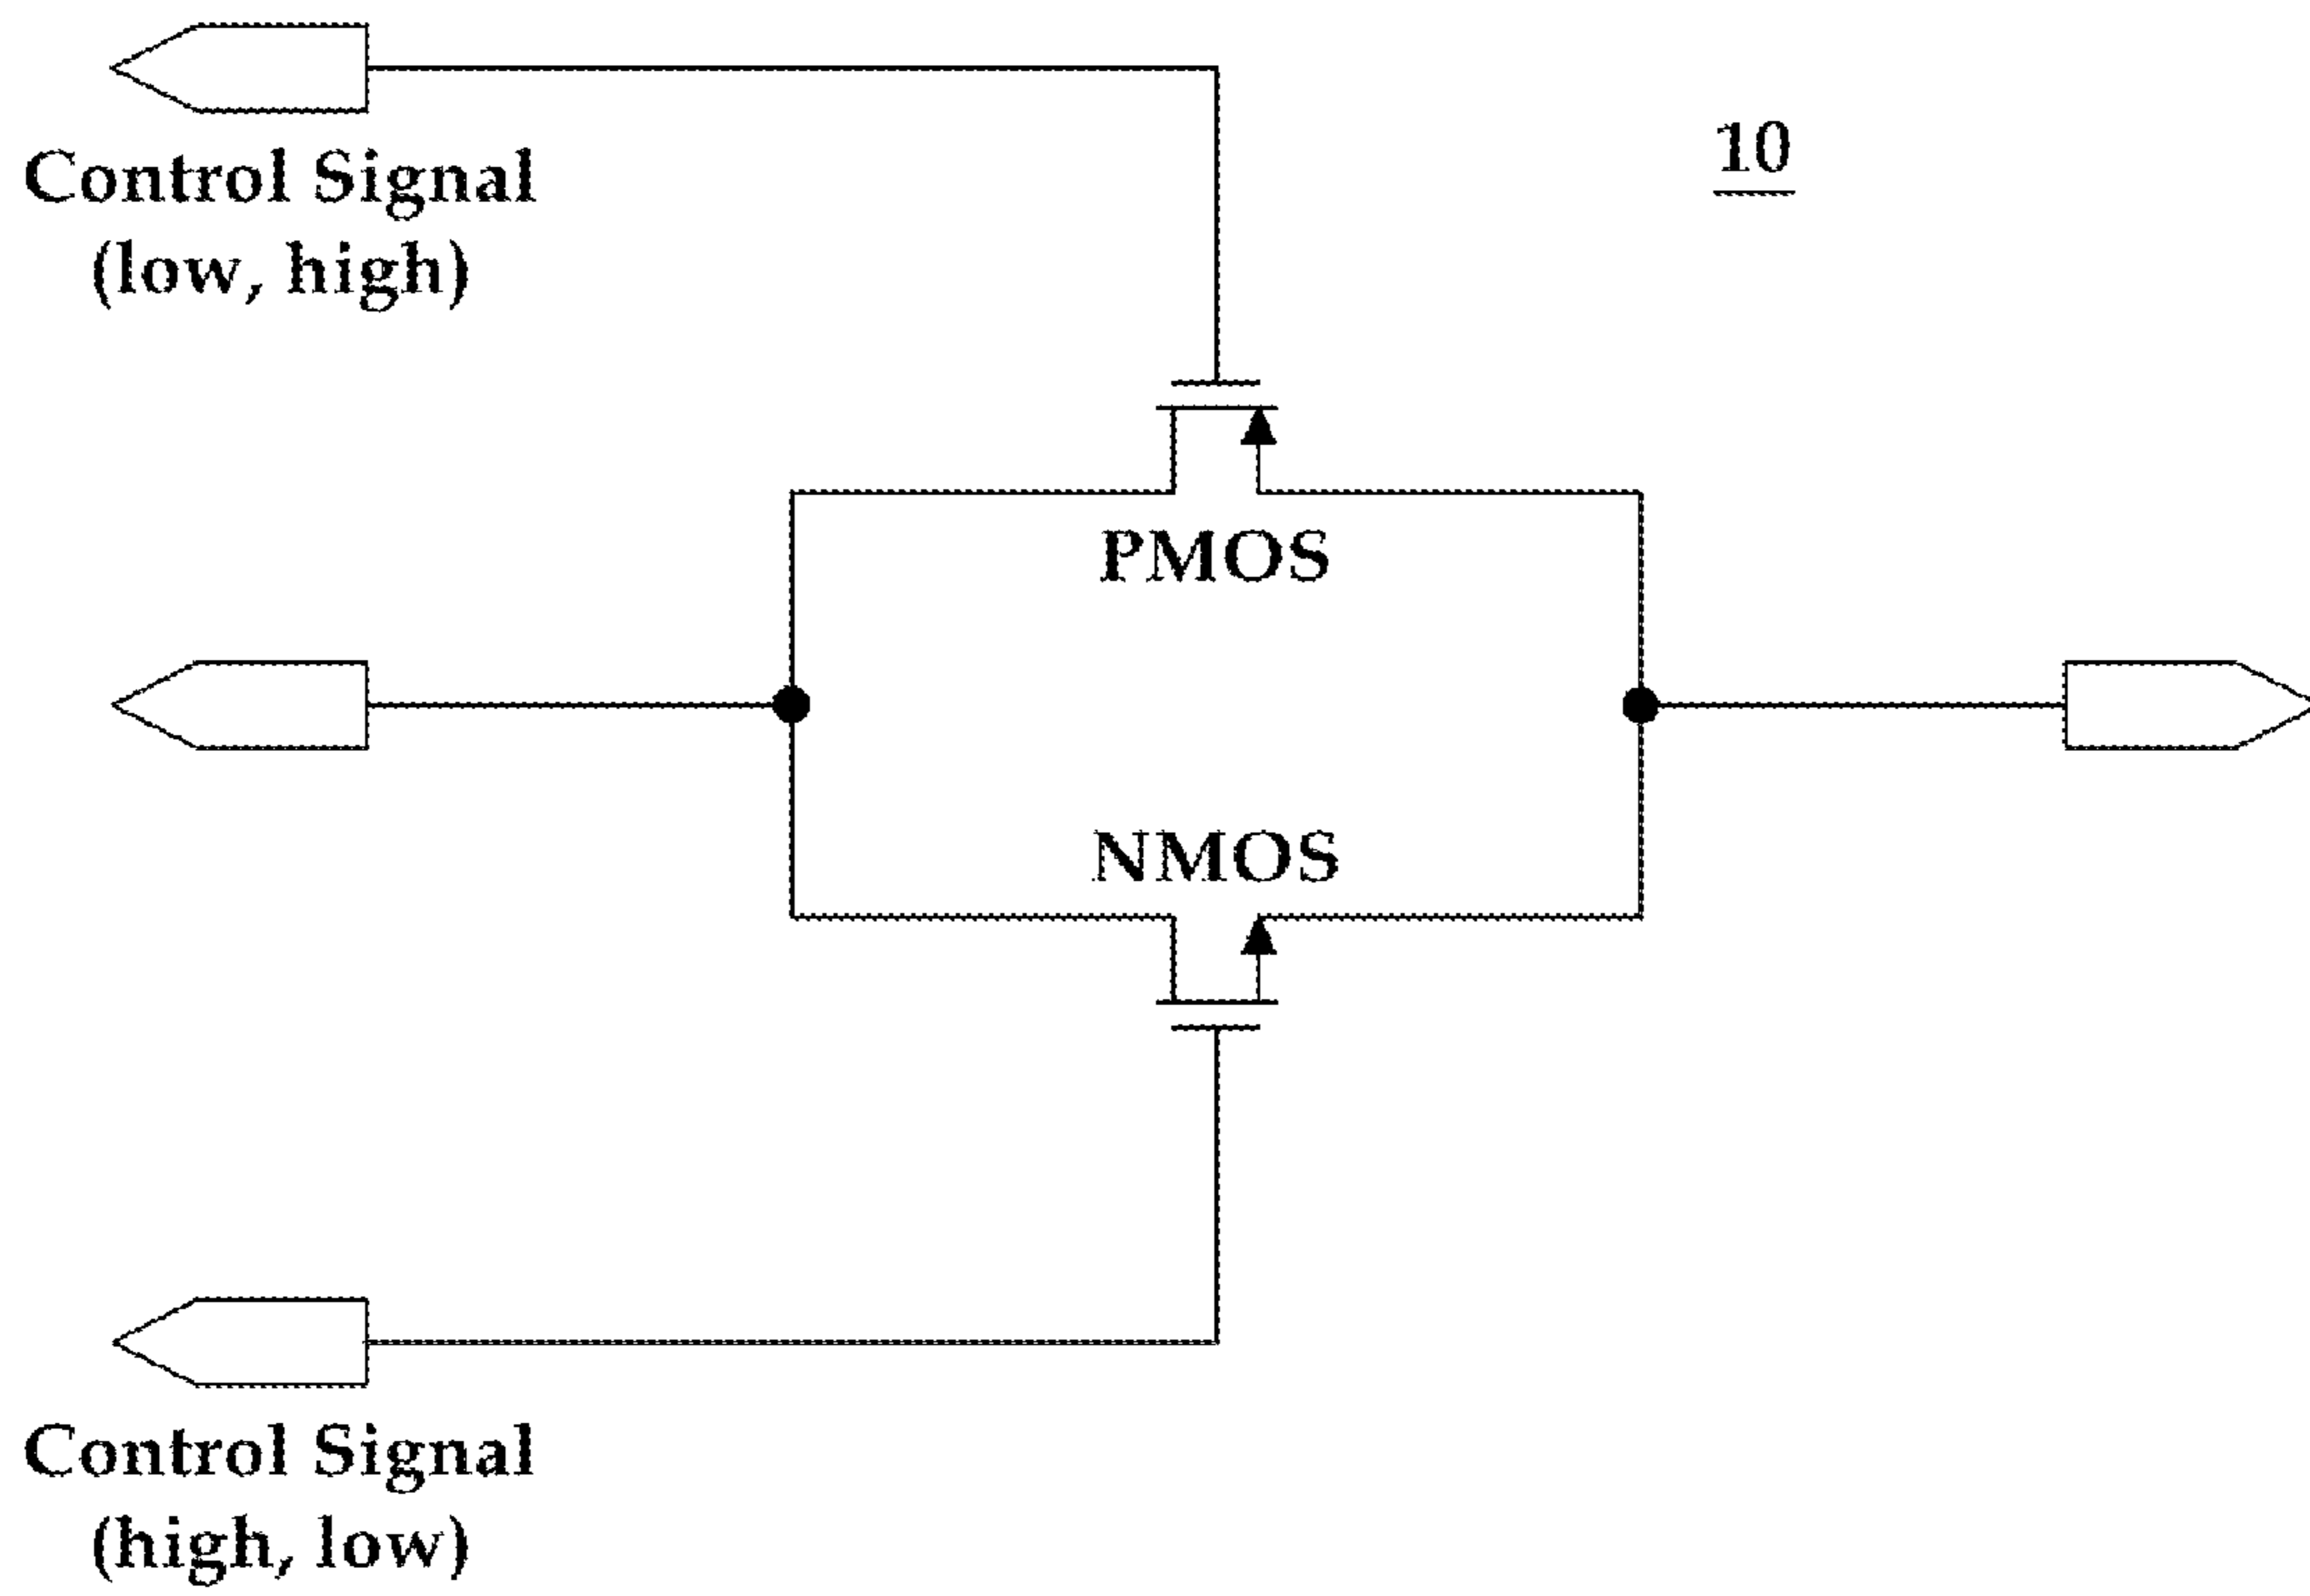 Control Signal
(low, high)
10
PMOS
NMOS
Control Signal
(high, low)